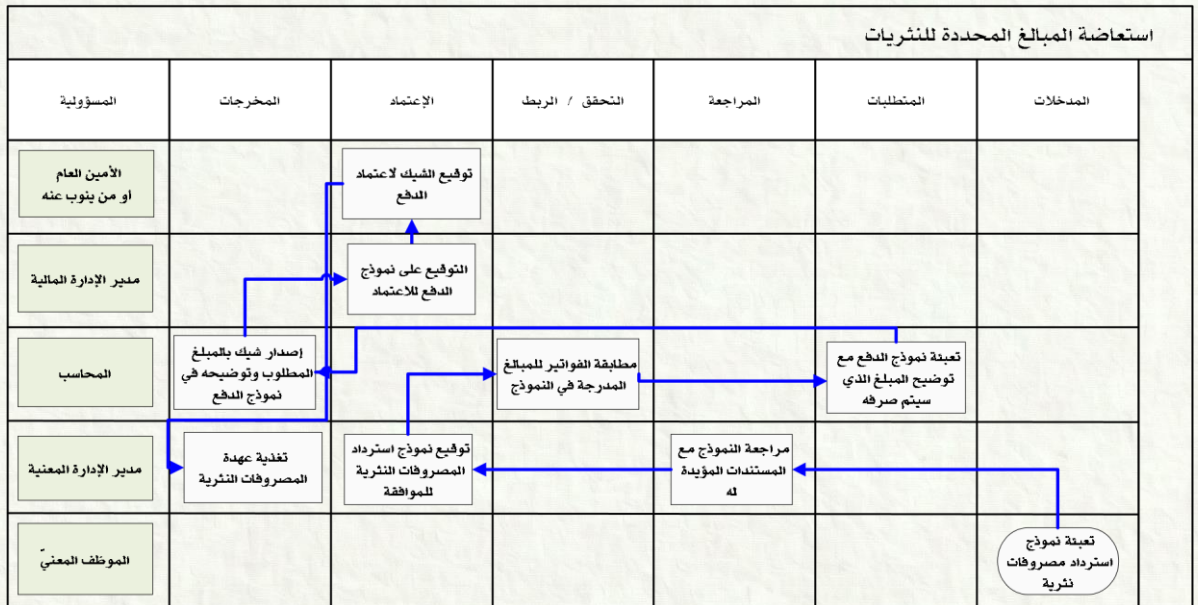 استعاضة المبالغ المحددة للنثريات
المدخلات
المتطلبات
المراجعة
التحقق / الربط
الإعتماد
المخرجات
المسؤولية
توقيع الشيك لاعتماد
الدفع
الأمين العام
او من ينوب عنه
التوقيع على نموذج
الدفع للاعتماد
مدير الإدارة المالية
تعبئة نموذج الدفع مع
توضيح المبلغ الذي
سيتم صرفه
مطابقة الفواتير للمبالغ
المدرجة في النموذج
إصدار شيك بالمبلغ
المطلوب وتوضيحه في
نموذج الدفع
المحاسب
مراجعة النموذج مع
المستندات المؤيدة
له
توقيع نموذج استرداد
المصروفات النثرية
للموافقة
تغذية عهدة
المصروفات النثرية
مدير الإدارة المعنية
تعبئة نموذج
استرداد مصروفات
نثرية
الموظف المعنيّ